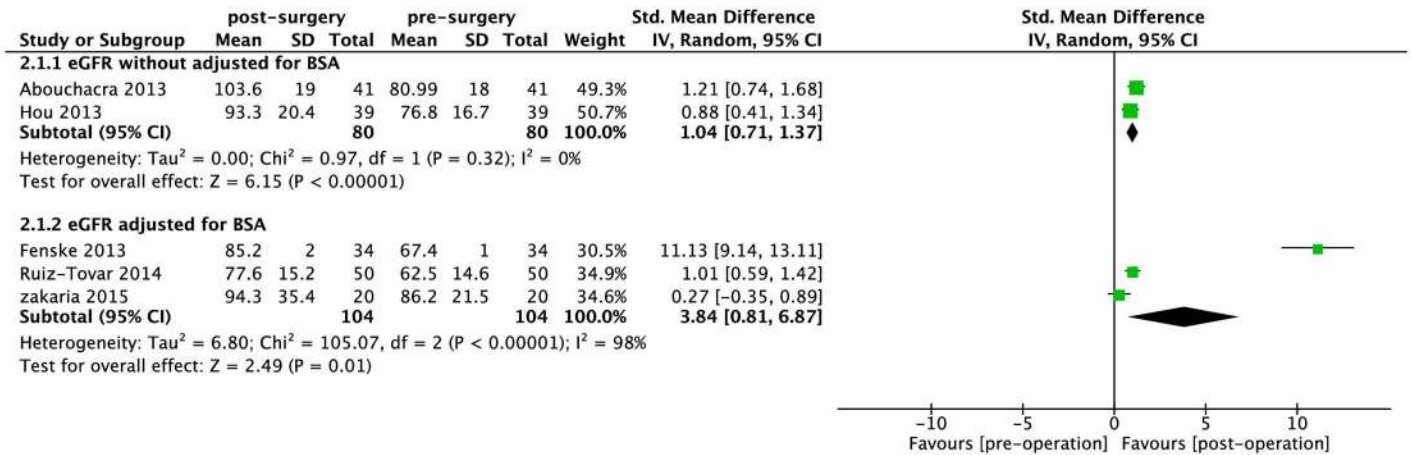 post-surgery pre-surgery Std. Mean Difference Std. Mean Difference
Study or Subgroup Mean SD Total Mean SD Total Weight IV, Random, 95% CI IV, Random, 95% CI
2.1.1 eGFR without adjusted for BSA
Abouchacra 2013 103.6 19 41 80.99 18 41 49.3% 1.21 [0.74, 1.68]
Hou 2013 93.3 20.4 39 76.8 16.7 39 50.7% 0.88 [0.41, 1.34]
Subtotal (95% CI) 80 80 100.0% 1.04 [0.71, 1.37]
Heterogeneity: Tau² = 0.00; Chi² = 0.97, df = 1 (P = 0.32); I² = 0%
Test for overall effect: Z = 6.15 (P < 0.00001)
2.1.2 eGFR adjusted for BSA
Fenske 2013 85.2 2 34 67.4 1 34 30.5% 11.13 [9.14, 13.11]
Ruiz-Tovar 2014 77.6 15.2 50 62.5 14.6 50 34.9% 1.01 [0.59, 1.42]
zakaria 2015 94.3 35.4 20 86.2 21.5 20 34.6% 0.27 [-0.35, 0.89]
Subtotal (95% CI) 104 104 100.0% 3.84 [0.81, 6.87]
Heterogeneity: Tau² = 6.80; Chi² = 105.07, df = 2 (P < 0.00001); I² = 98%
Test for overall effect: Z = 2.49 (P = 0.01)
-10 -5 0 5 10
Favours [pre-operation] Favours [post-operation]